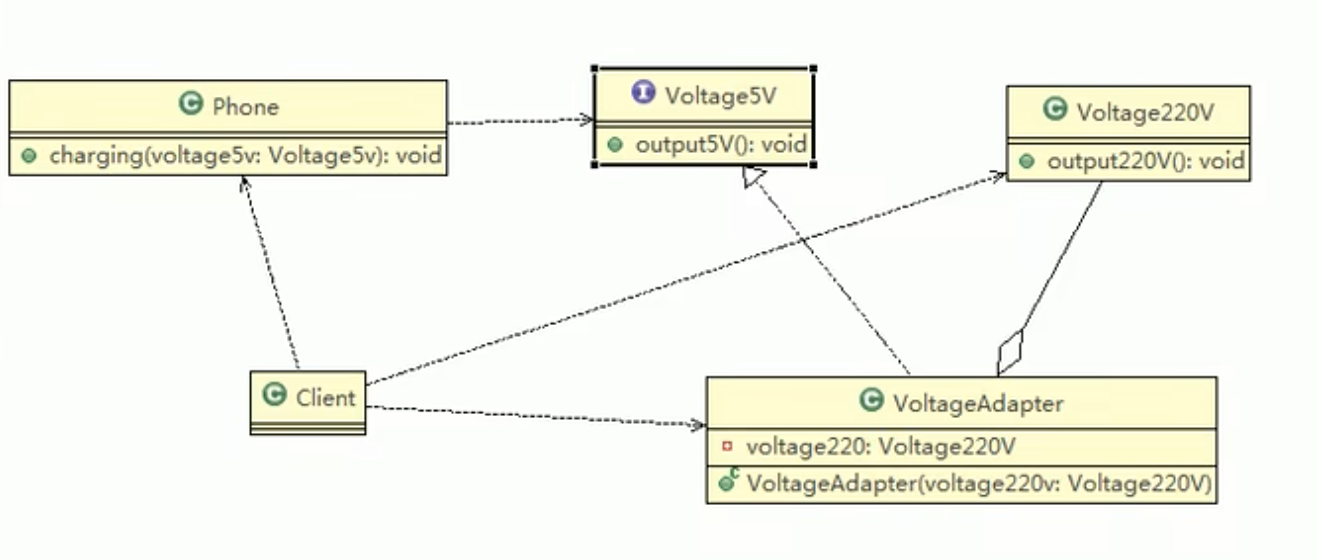 Phone
charging(voltage5v: Voltage5v): void
Voltage5V
output5V(): void
Voltage220V
output220V(): void
Client
VoltageAdapter
voltage220: Voltage220V
VoltageAdapter(voltage220v: Voltage220V)